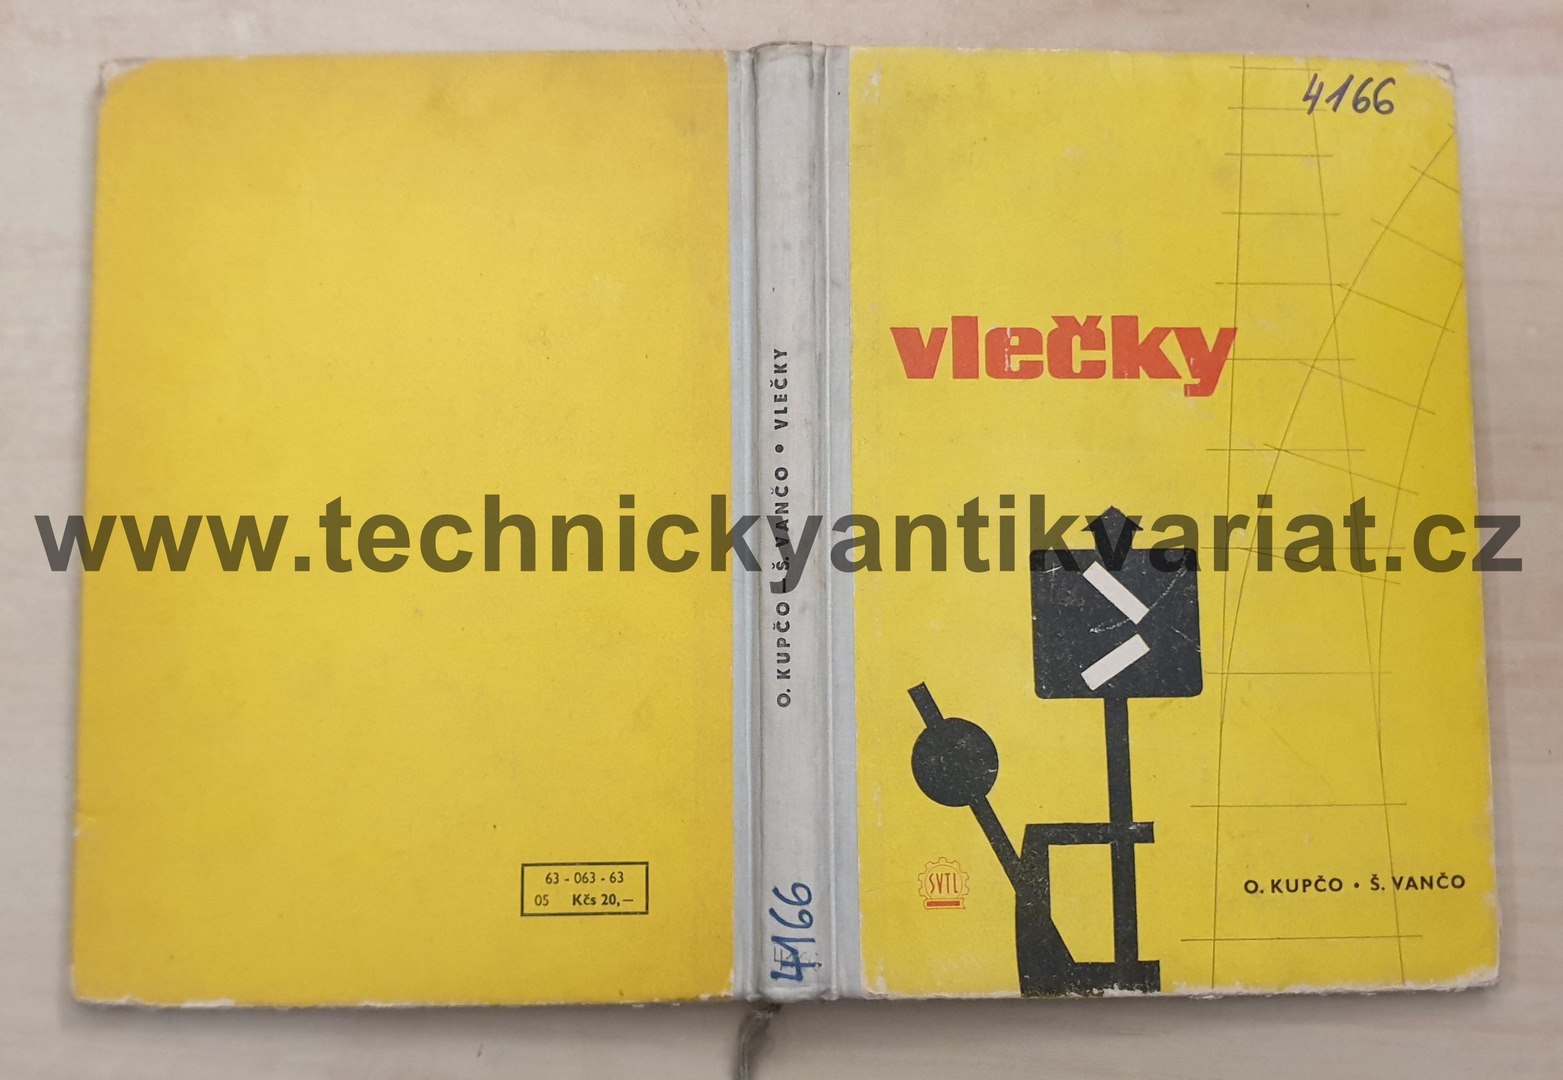 4166
vlečky
O. KUPČO • Š. VANČO
SVTL
O. KUPČO – Š. VANČO • VLEČKY
4166
63 - 063 - 63
05 Kčs 20,—
www.technickyantikvariat.cz